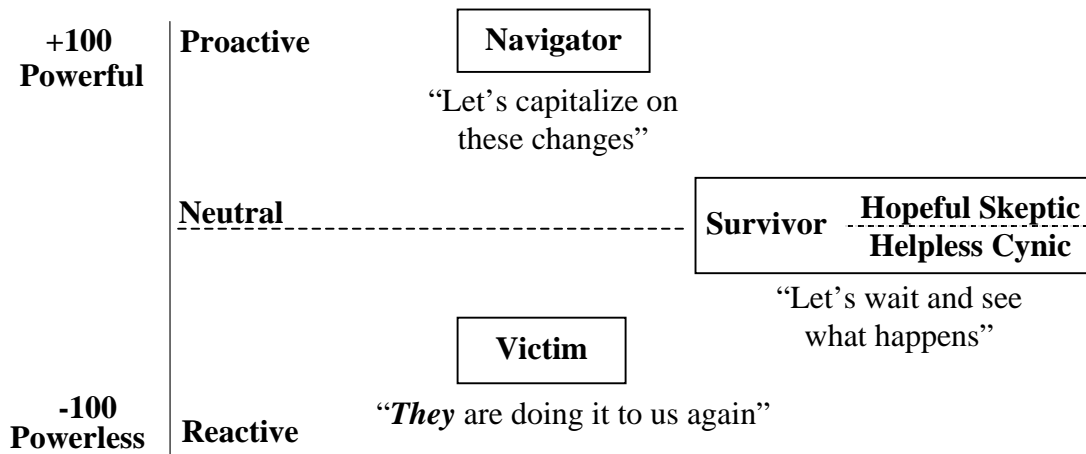 +100
Powerful
Proactive
Navigator
“Let’s capitalize on
these changes”
Neutral
Survivor
Hopeful Skeptic
Helpless Cynic
“Let’s wait and see
what happens”
Victim
“They are doing it to us again”
-100
Powerless
Reactive